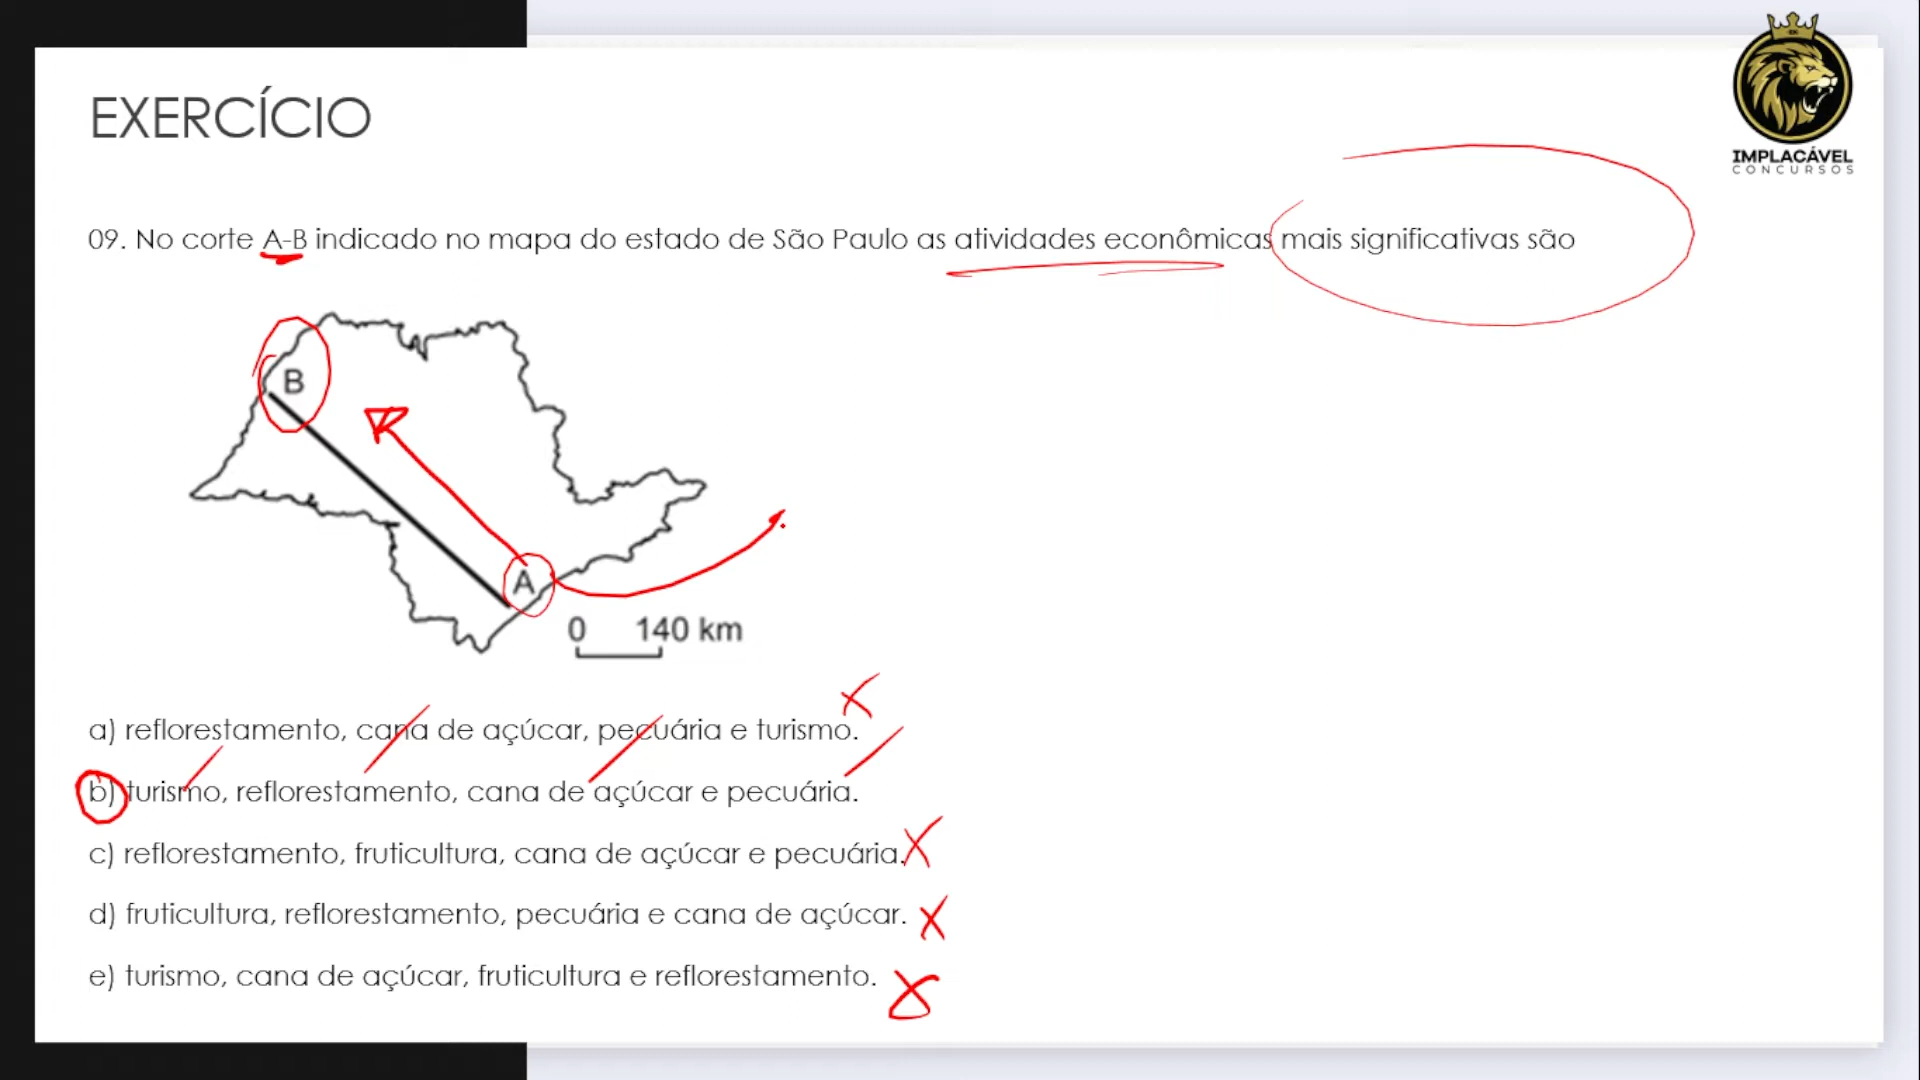 IMPLACÁVEL
CONCURSOS
EXERCÍCIO
09. No corte A-B indicado no mapa do estado de São Paulo as atividades econômicas mais significativas são
B
A
0 140 km
a) reflorestamento, cana de açúcar, pecuária e turismo.
b) turismo, reflorestamento, cana de açúcar e pecuária.
c) reflorestamento, fruticultura, cana de açúcar e pecuária.
d) fruticultura, reflorestamento, pecuária e cana de açúcar.
e) turismo, cana de açúcar, fruticultura e reflorestamento.